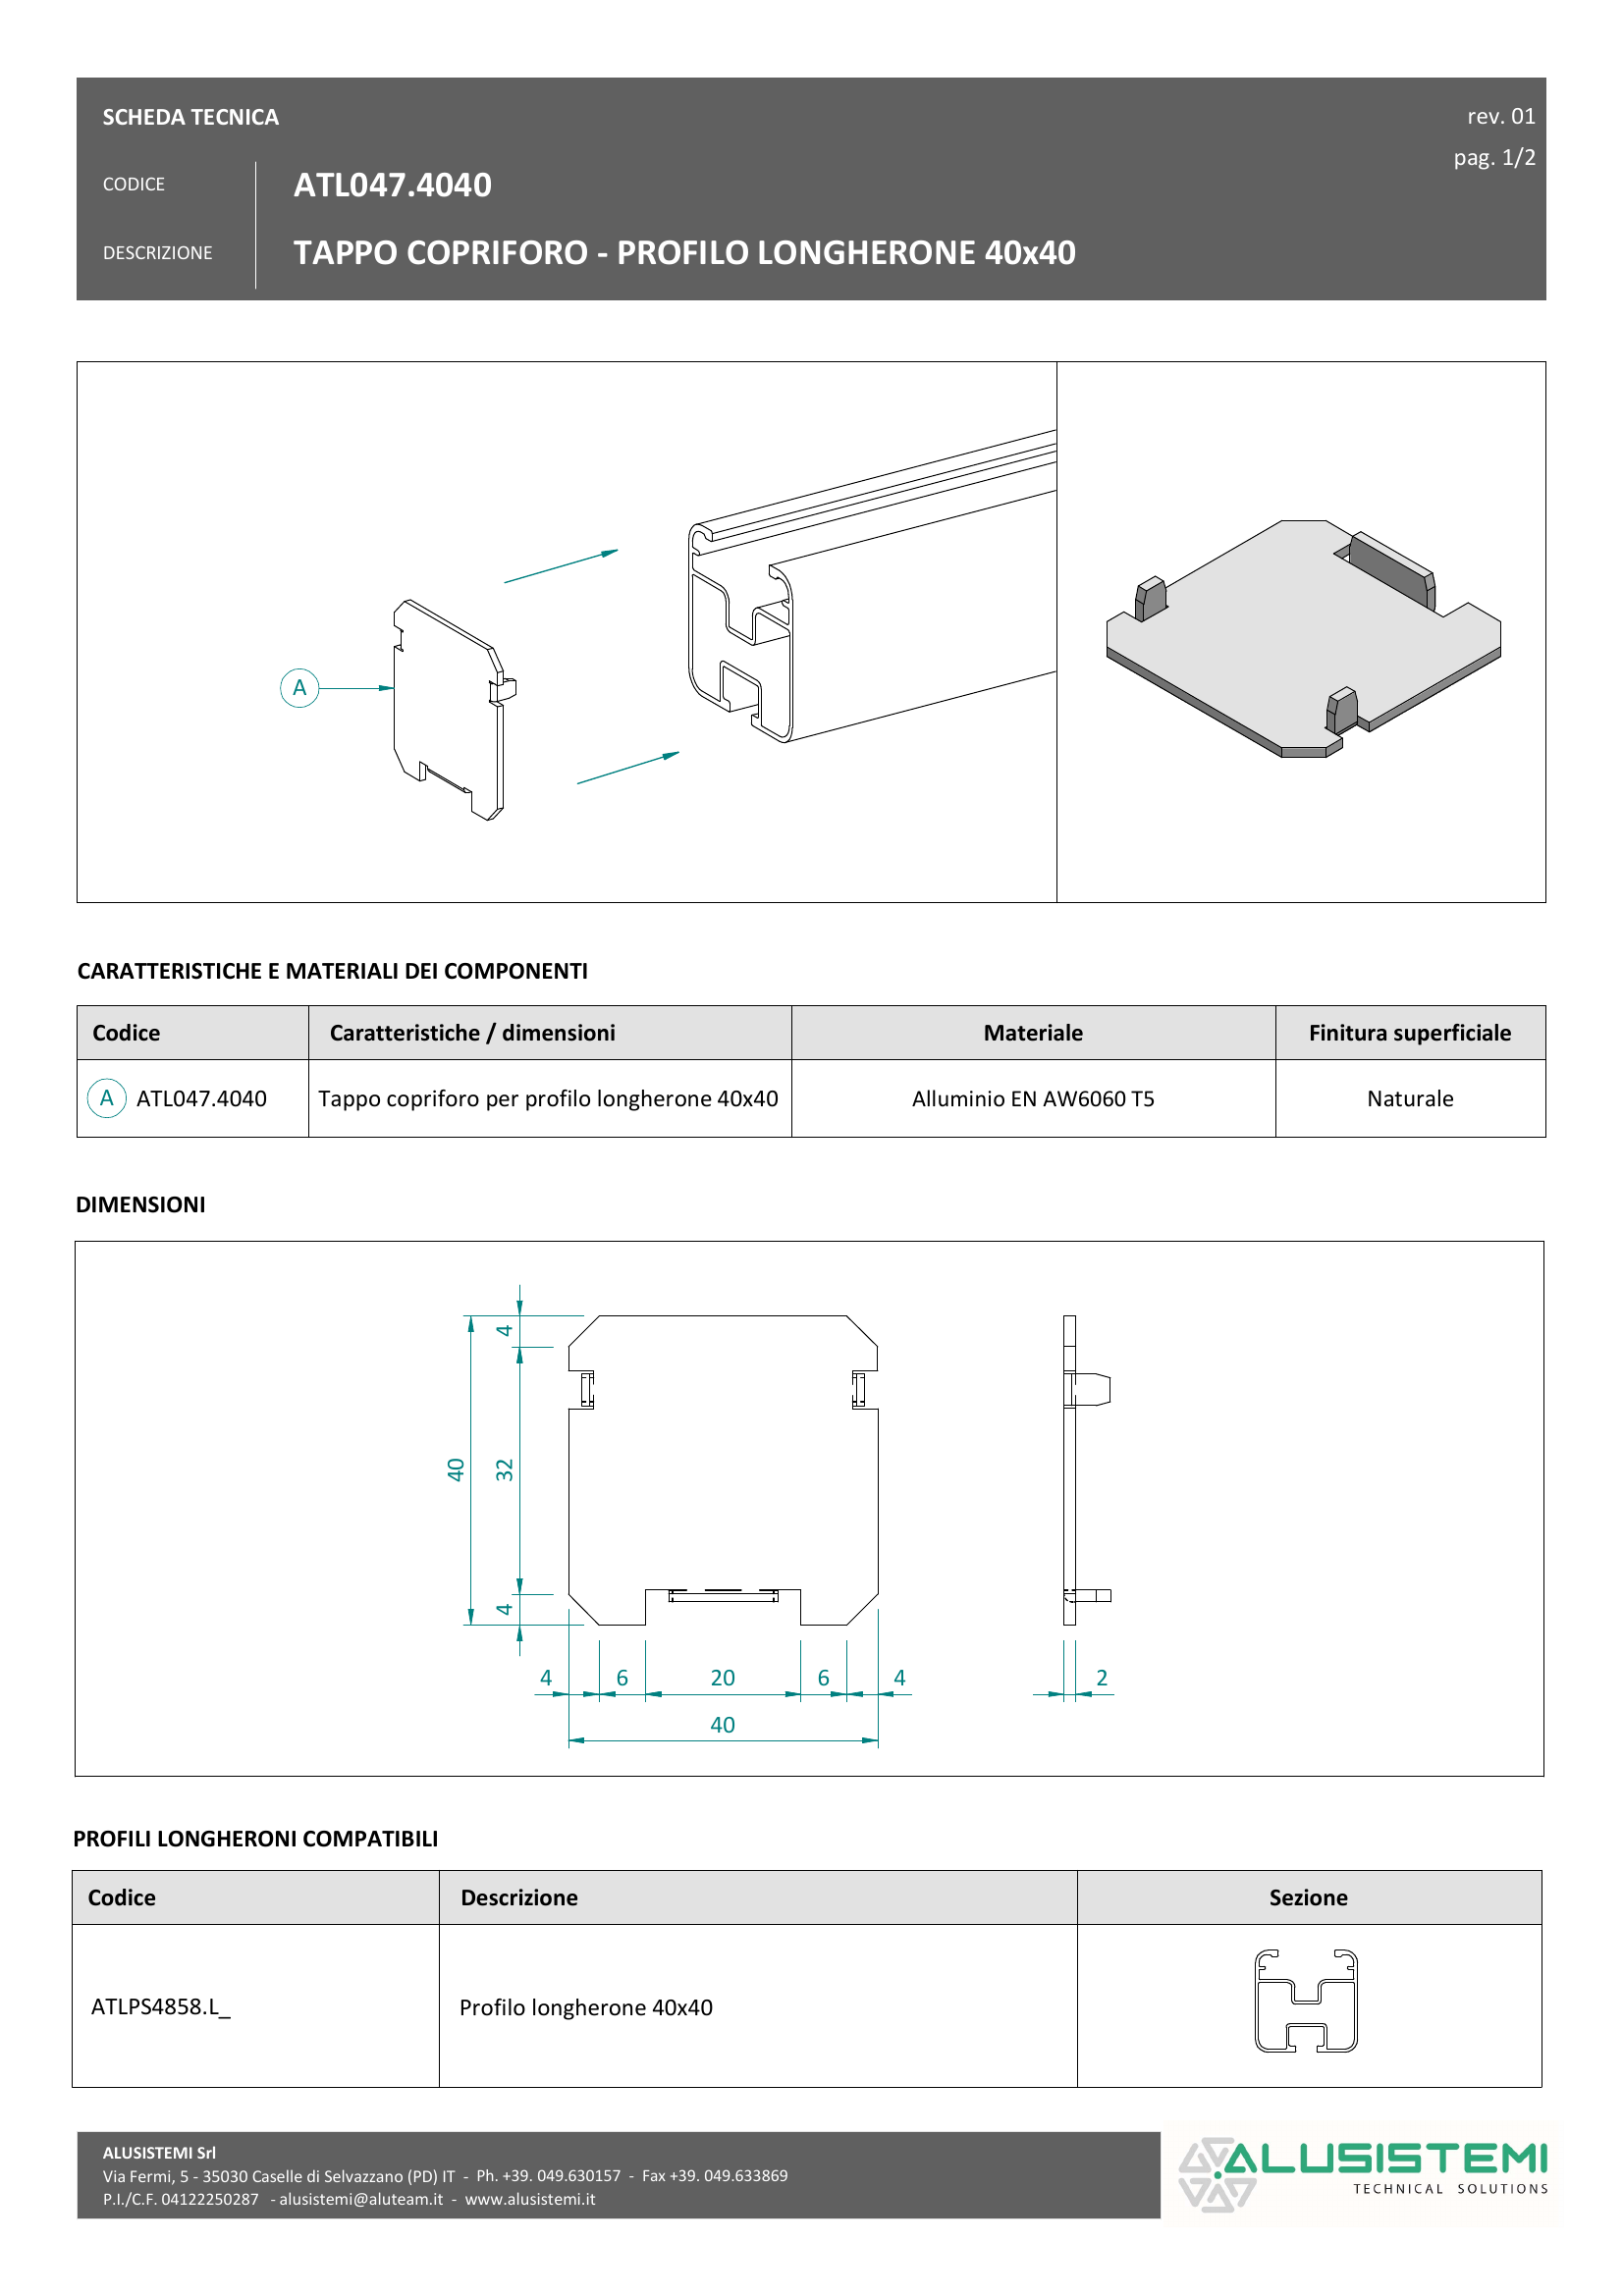 SCHEDA TECNICA
rev. 01
pag. 1/2
CODICE
ATL047.4040
DESCRIZIONE
TAPPO COPRIFORO - PROFILO LONGHERONE 40x40
A
CARATTERISTICHE E MATERIALI DEI COMPONENTI
Codice Caratteristiche / dimensioni Materiale Finitura superficiale
A ATL047.4040 Tappo copriforo per profilo longherone 40x40 Alluminio EN AW6060 T5 Naturale
DIMENSIONI
4
40 32
4
4 6 20 6 4 2
40
PROFILI LONGHERONI COMPATIBILI
Codice Descrizione Sezione
ATLPS4858.L_ Profilo longherone 40x40
ALUSISTEMI Srl
Via Fermi, 5 - 35030 Caselle di Selvazzano (PD) IT - Ph. +39. 049.630157 - Fax +39. 049.633869
P.I./C.F. 04122250287 - alusistemi@aluteam.it - www.alusistemi.it
ALUSISTEMI
TECHNICAL SOLUTIONS